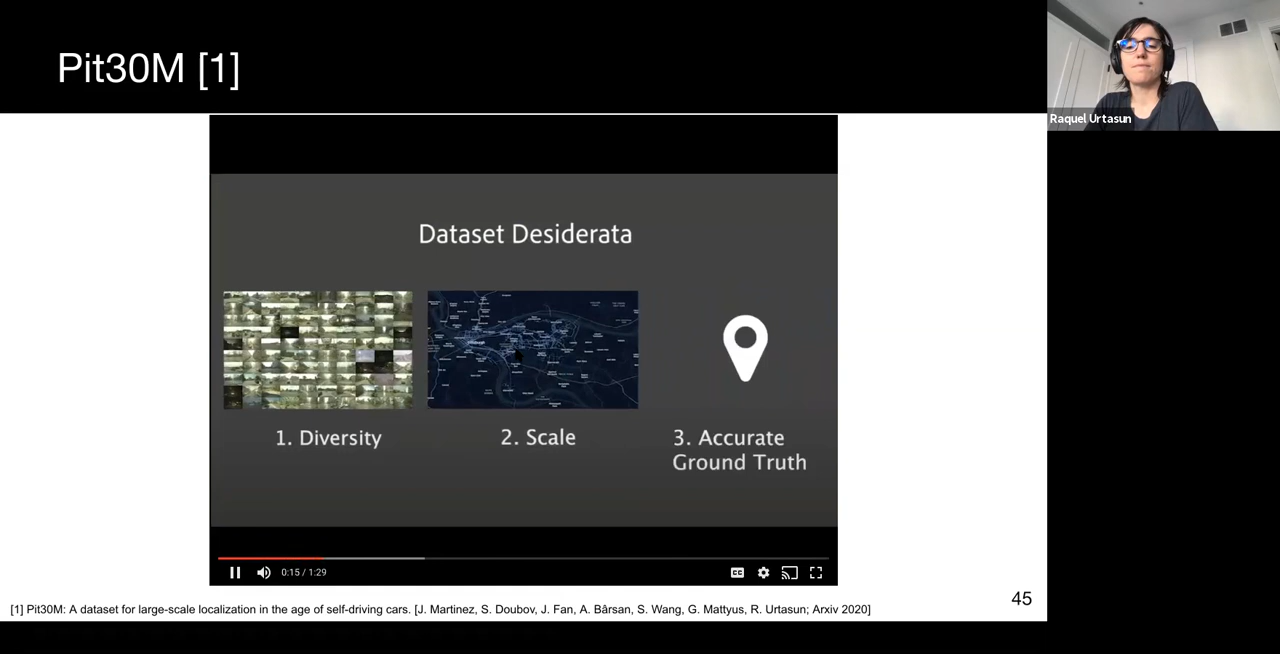 Pit30M [1]
Raquel Urtasun
Dataset Desiderata
1. Diversity
2. Scale
3. Accurate
Ground Truth
0:15 / 1:29
CC
45
[1] Pit30M: A dataset for large-scale localization in the age of self-driving cars. [J. Martinez, S. Doubov, J. Fan, A. Bârsan, S. Wang, G. Mattyus, R. Urtasun; Arxiv 2020]